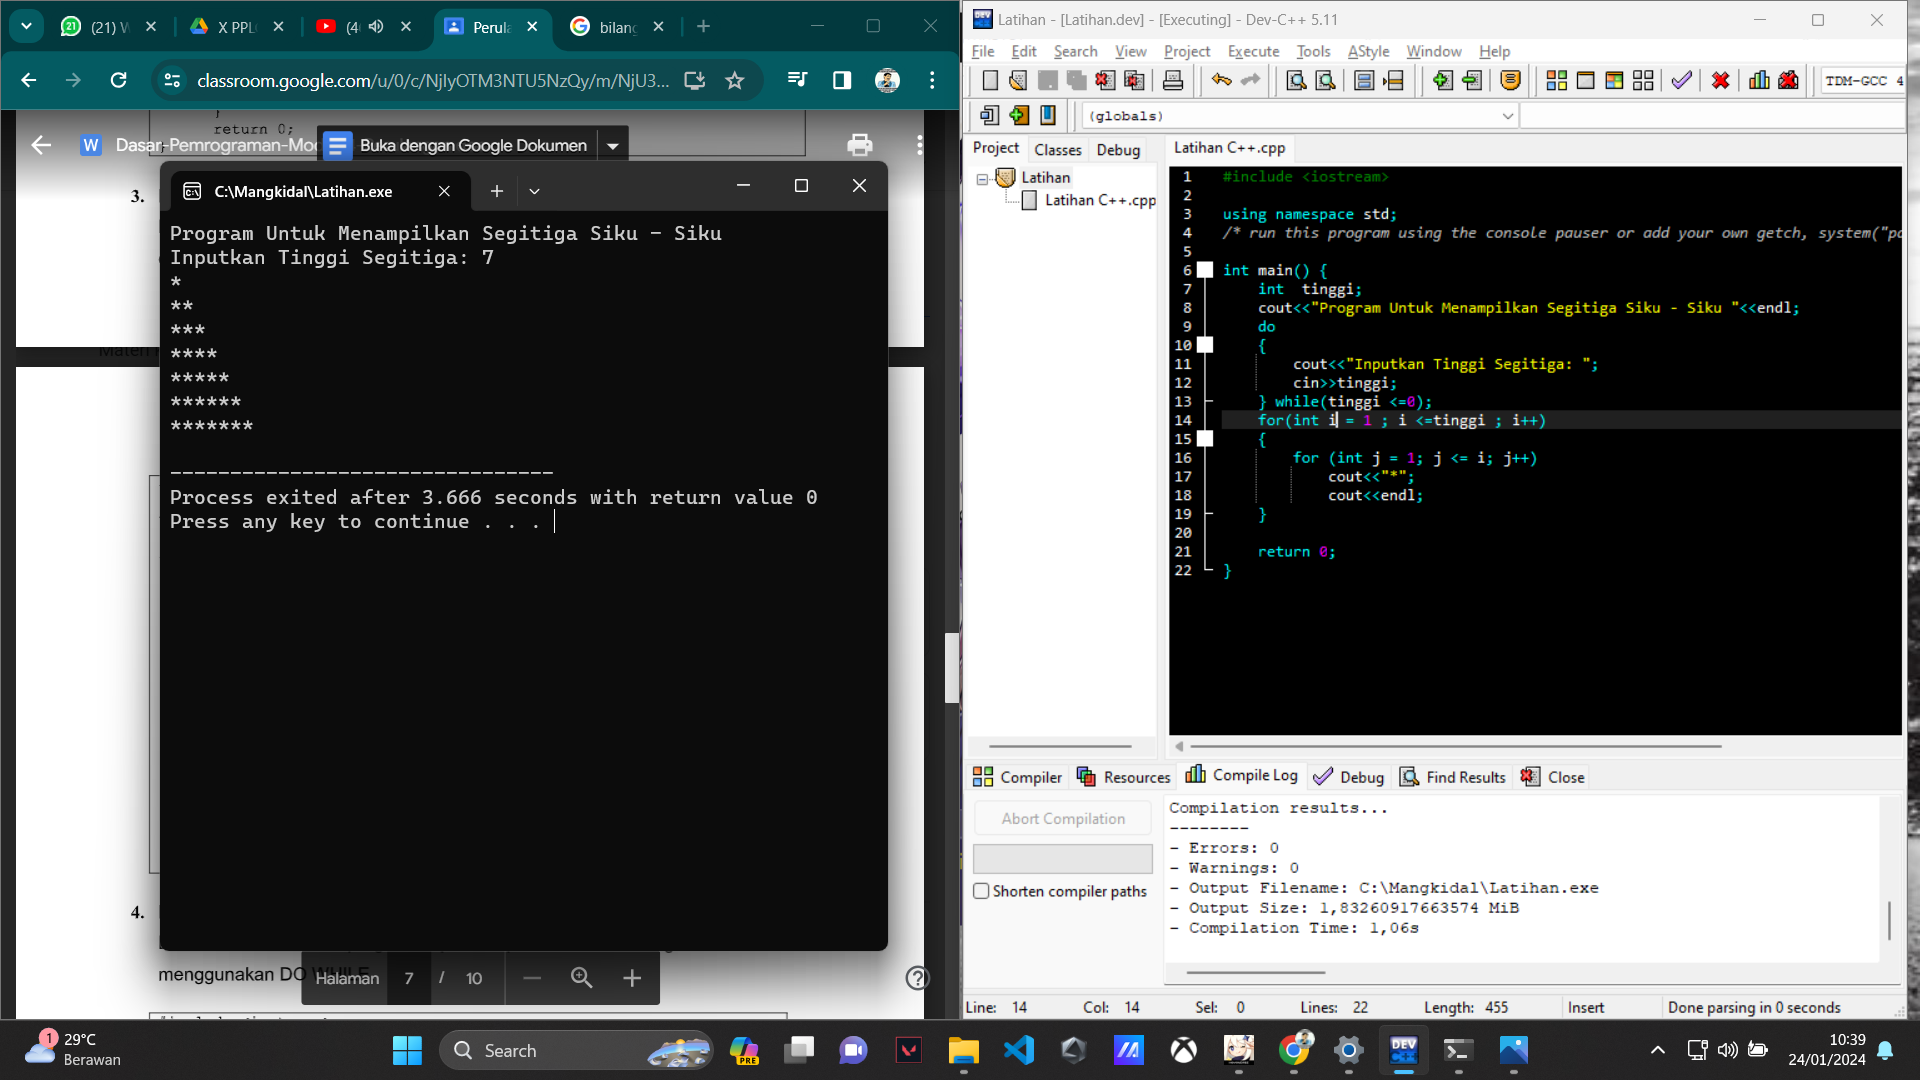 (21) W
X PPL
(4
Perula
bilang
classroom.google.com/u/0/c/NjIyOTM3NTU5NzQy/m/NjU3...
return 0;
Dasar-Pemrograman-Mod
Buka dengan Google Dokumen
3.
C:\Mangkidal\Latihan.exe
Program Untuk Menampilkan Segitiga Siku - Siku
Inputkan Tinggi Segitiga: 7
*
**
***
****
*****
******
*******
--------------------------------
Process exited after 3.666 seconds with return value 0
Press any key to continue . . .
4.
menggunakan DO WHILE
Halaman 7 / 10
Latihan - [Latihan.dev] - [Executing] - Dev-C++ 5.11
File Edit Search View Project Execute Tools AStyle Window Help
TDM-GCC 4
(globals)
Project Classes Debug
Latihan C++.cpp
Latihan
Latihan C++.cpp
1 #include <iostream>
2
3 using namespace std;
4 /* run this program using the console pauser or add your own getch, system("pa
5
6 int main() {
7 int  tinggi;
8 cout<<"Program Untuk Menampilkan Segitiga Siku - Siku "<<endl;
9 do
10 {
11 cout<<"Inputkan Tinggi Segitiga: ";
12 cin>>tinggi;
13 } while(tinggi <=0);
14 for(int i = 1 ; i <=tinggi ; i++)
15 {
16 for (int j = 1; j <= i; j++)
17 cout<<"*";
18 cout<<endl;
19 }
20
21 return 0;
22 }
Compiler Resources Compile Log Debug Find Results Close
Abort Compilation
Shorten compiler paths
Compilation results...
--------
- Errors: 0
- Warnings: 0
- Output Filename: C:\Mangkidal\Latihan.exe
- Output Size: 1,83260917663574 MiB
- Compilation Time: 1,06s
Line: 14 Col: 14 Sel: 0 Lines: 22 Length: 455 Insert Done parsing in 0 seconds
1
29°C
Berawan
Search
PRE
DEV
10:39
24/01/2024